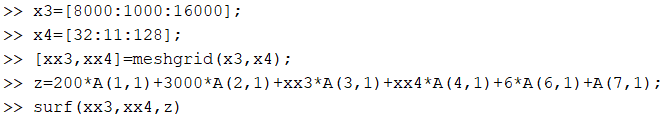 >> x3=[8000:1000:16000];
>> x4=[32:11:128];
>> [xx3,xx4]=meshgrid(x3,x4);
>> z=200*A(1,1)+3000*A(2,1)+xx3*A(3,1)+xx4*A(4,1)+6*A(6,1)+A(7,1);
>> surf(xx3,xx4,z)